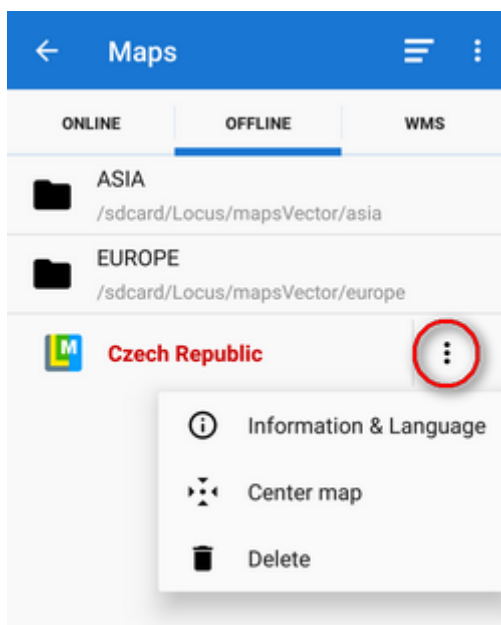 Maps
ONLINE OFFLINE WMS
ASIA
/sdcard/Locus/mapsVector/asia
EUROPE
/sdcard/Locus/mapsVector/europe
LM Czech Republic
Information & Language
Center map
Delete